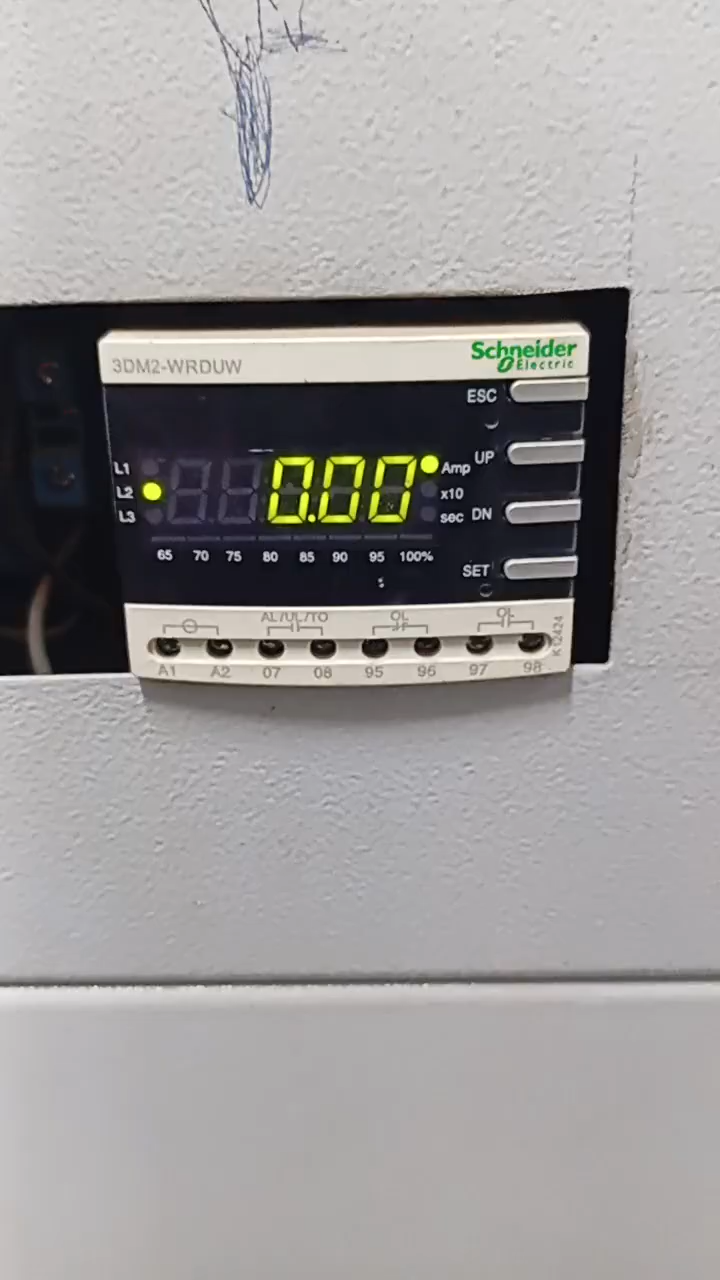 3DM2-WRDUW
Schneider
Electric
ESC
L1
0.00
Amp
UP
L2
x10
L3
sec
DN
65 70 75 80 85 90 95 100%
SET
AL/UL/TO
OL
OL
A1 A2 07 08 95 96 97 98
K12424